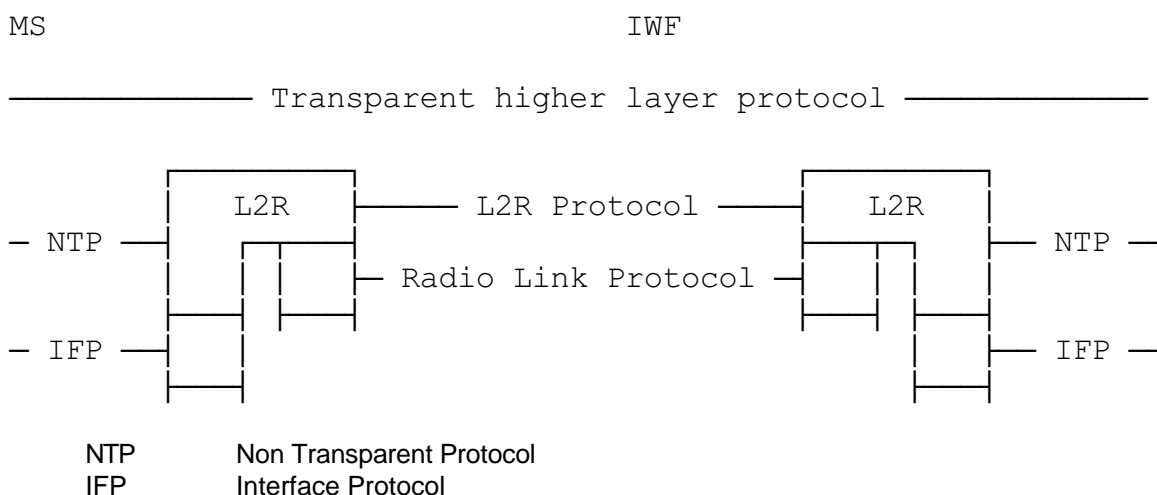 MS IWF
Transparent higher layer protocol
L2R L2R Protocol L2R
NTP NTP
Radio Link Protocol
IFP IFP
NTP Non Transparent Protocol
IFP Interface Protocol